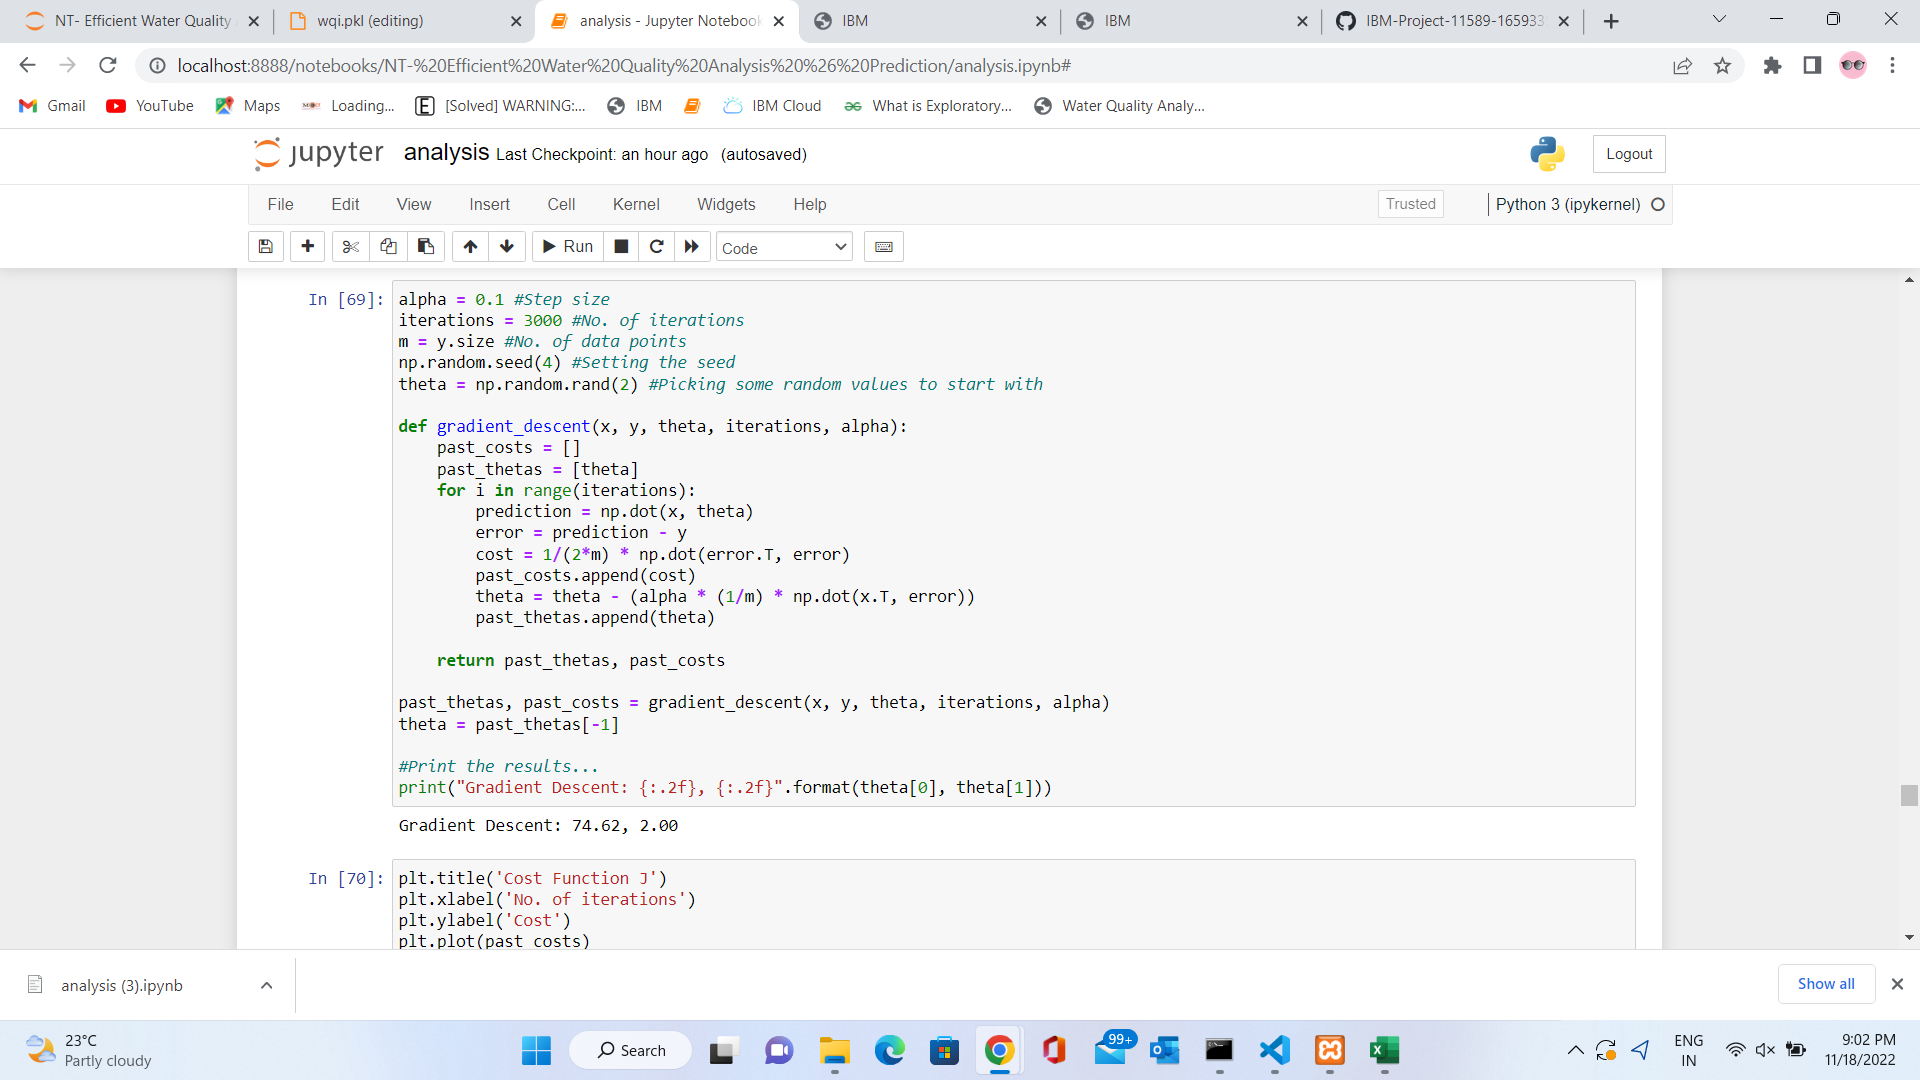 NT- Efficient Water Quality
wqi.pkl (editing)
analysis - Jupyter Notebook
IBM
IBM
IBM-Project-11589-165933
localhost:8888/notebooks/NT-%20Efficient%20Water%20Quality%20Analysis%20%26%20Prediction/analysis.ipynb#
Gmail
YouTube
Maps
Loading...
[Solved] WARNING:...
IBM
IBM Cloud
What is Exploratory...
Water Quality Analy...
jupyter analysis Last Checkpoint: an hour ago (autosaved)
Logout
File Edit View Insert Cell Kernel Widgets Help
Trusted
Python 3 (ipykernel)
Run
Code
In [69]:
alpha = 0.1 #Step size
iterations = 3000 #No. of iterations
m = y.size #No. of data points
np.random.seed(4) #Setting the seed
theta = np.random.rand(2) #Picking some random values to start with
def gradient_descent(x, y, theta, iterations, alpha):
    past_costs = []
    past_thetas = [theta]
    for i in range(iterations):
        prediction = np.dot(x, theta)
        error = prediction - y
        cost = 1/(2*m) * np.dot(error.T, error)
        past_costs.append(cost)
        theta = theta - (alpha * (1/m) * np.dot(x.T, error))
        past_thetas.append(theta)
    return past_thetas, past_costs
past_thetas, past_costs = gradient_descent(x, y, theta, iterations, alpha)
theta = past_thetas[-1]
#Print the results...
print("Gradient Descent: {:.2f}, {:.2f}".format(theta[0], theta[1]))
Gradient Descent: 74.62, 2.00
In [70]:
plt.title('Cost Function J')
plt.xlabel('No. of iterations')
plt.ylabel('Cost')
plt.plot(past_costs)
analysis (3).ipynb
Show all
23°C
Partly cloudy
Search
99+
ENG
IN
9:02 PM
11/18/2022